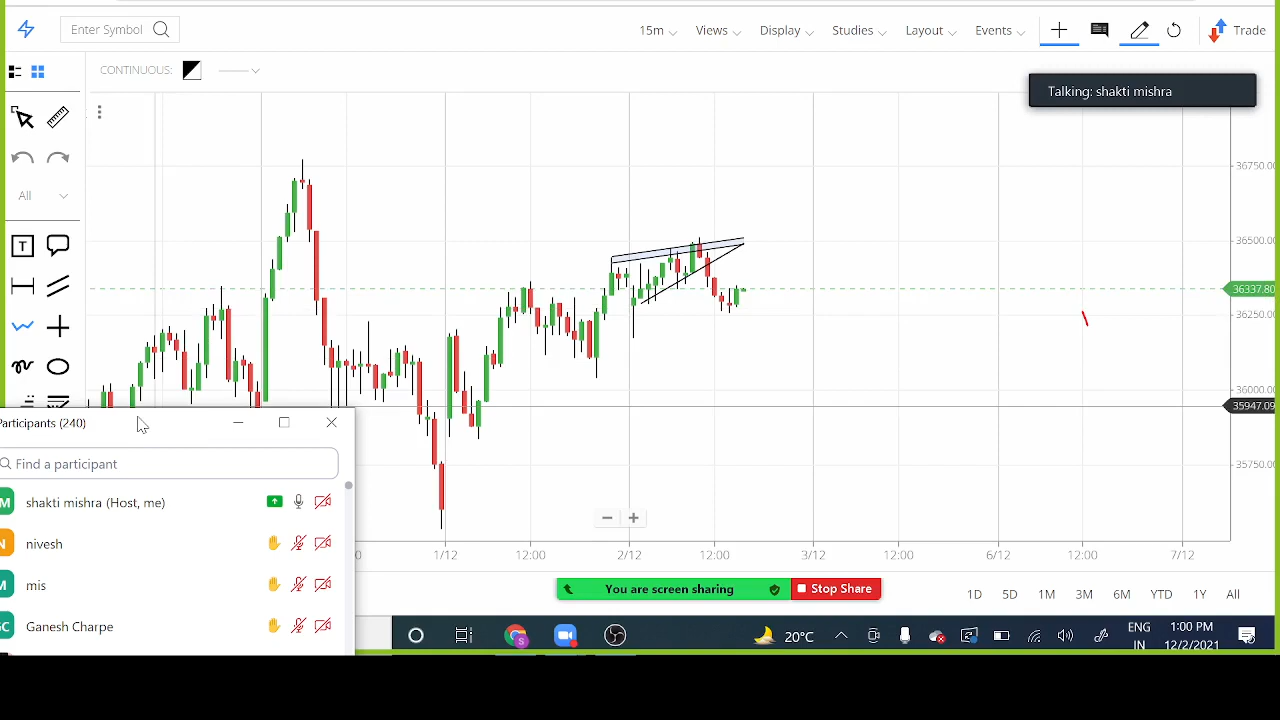 Enter Symbol
15m Views Display Studies Layout Events Trade
CONTINUOUS:
Talking: shakti mishra
All
36750.00
36500.00
36337.80
36250.00
36000.00
35947.09
35750.00
T
Participants (240)
Find a participant
M shakti mishra (Host, me)
N nivesh
M mis
GC Ganesh Charpe
1/12 12:00 2/12 12:00 3/12 12:00 6/12 12:00 7/12
You are screen sharing Stop Share
1D 5D 1M 3M 6M YTD 1Y All
20°C
ENG
IN
1:00 PM
12/2/2021